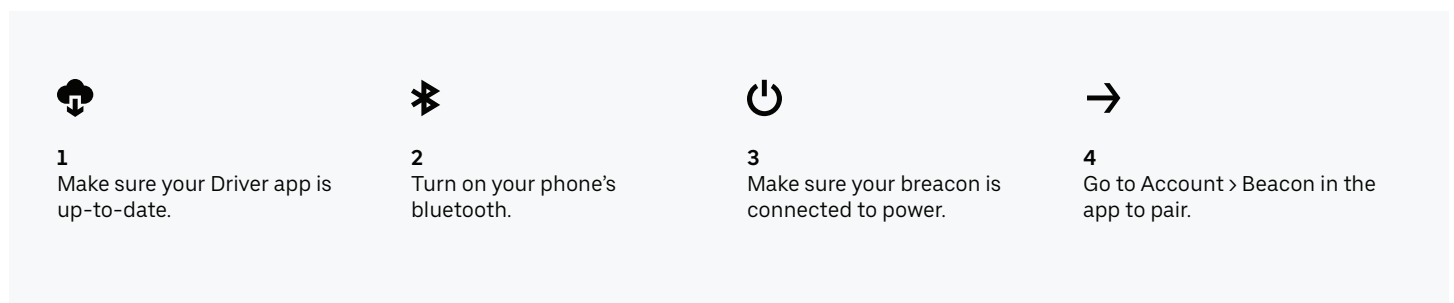 1
Make sure your Driver app is
up-to-date.
2
Turn on your phone’s
bluetooth.
3
Make sure your breacon is
connected to power.
4
Go to Account › Beacon in the
app to pair.